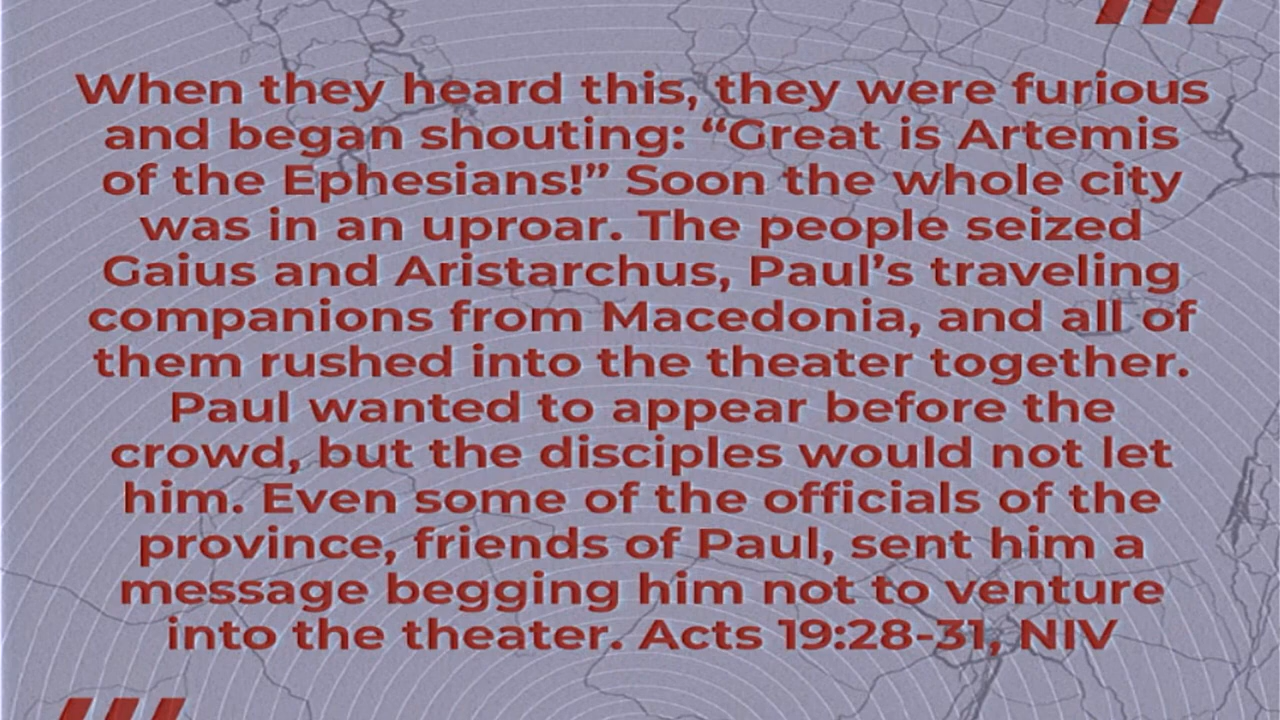 When they heard this, they were furious
and began shouting: “Great is Artemis
of the Ephesians!” Soon the whole city
was in an uproar. The people seized
Gaius and Aristarchus, Paul’s traveling
companions from Macedonia, and all of
them rushed into the theater together.
Paul wanted to appear before the
crowd, but the disciples would not let
him. Even some of the officials of the
province, friends of Paul, sent him a
message begging him not to venture
into the theater. Acts 19:28-31, NIV